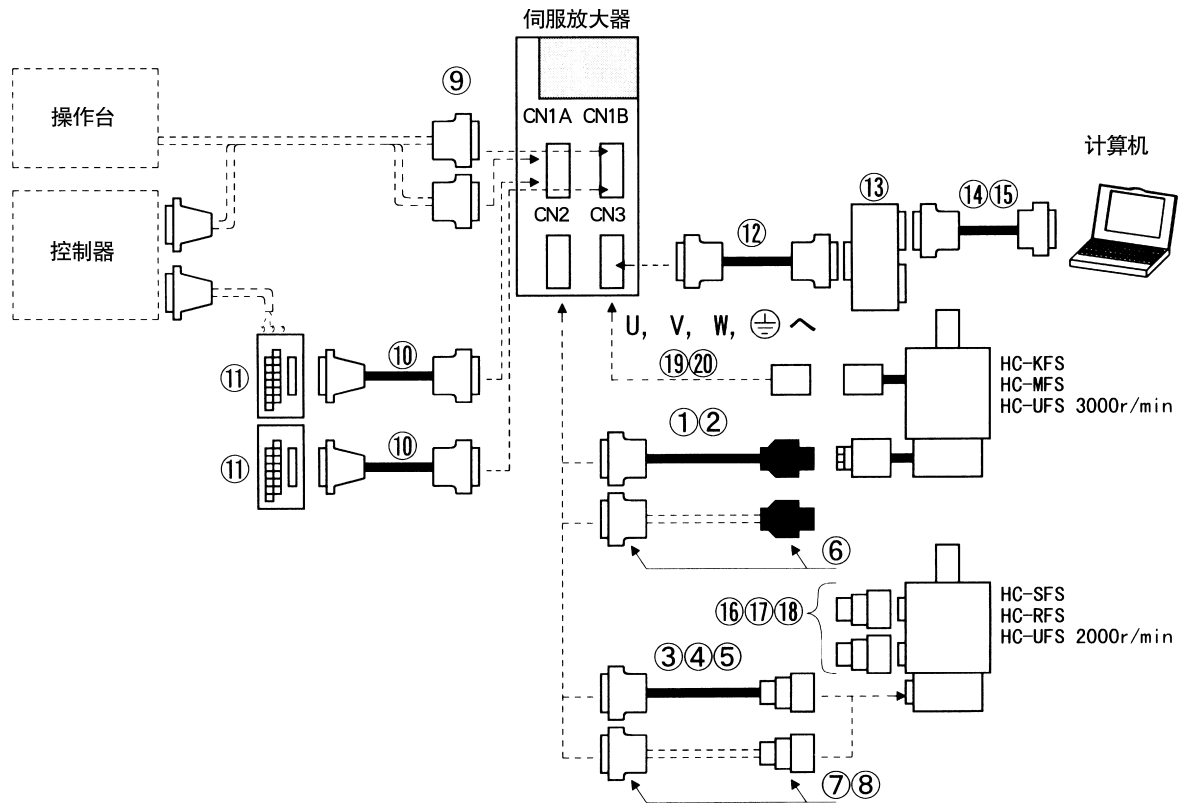 伺服放大器
⑨
操作台
CN1A CN1B
计算机
⑬
⑭⑮
CN2 CN3
⑫
控制器
U, V, W, ⏚ へ
⑲⑳
⑩
⑪
HC-KFS
HC-MFS
HC-UFS 3000r/min
①②
⑩
⑪
⑥
⑯⑰⑱
HC-SFS
HC-RFS
HC-UFS 2000r/min
③④⑤
⑦⑧